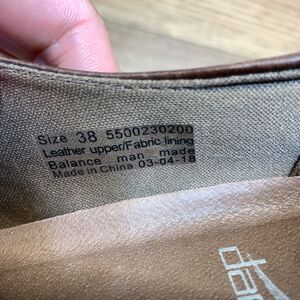 Size 38 5500230200
Leather upper/Fabric lining
Balance man made
Made in China 03-04-18